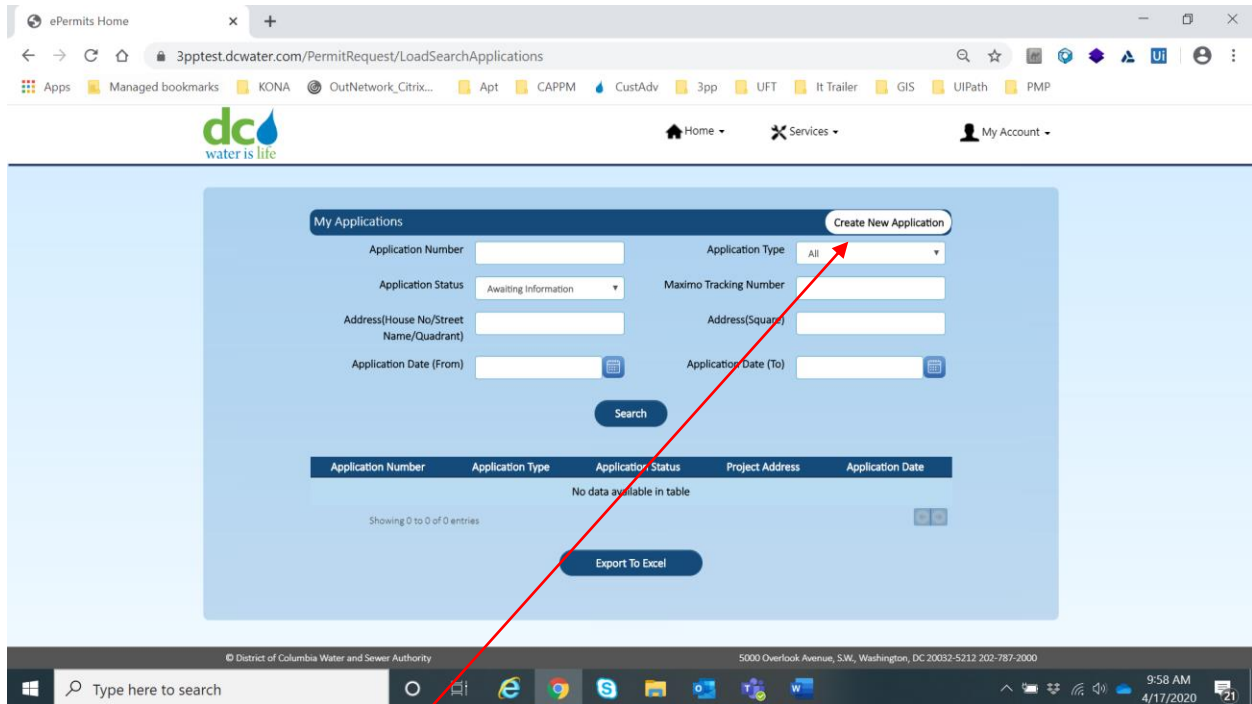 ePermits Home
3pptest.dcwater.com/PermitRequest/LoadSearchApplications
Apps Managed bookmarks KONA OutNetwork_Citrix... Apt CAPPM CustAdv 3pp UFT It Trailer GIS UIPath PMP
dc
water is life
Home Services My Account
My Applications Create New Application
Application Number Application Type All
Application Status Awaiting Information Maximo Tracking Number
Address(House No/Street Address(Square)
Name/Quadrant)
Application Date (From) Application Date (To)
Search
Application Number Application Type Application Status Project Address Application Date
No data available in table
Showing 0 to 0 of 0 entries
Export To Excel
© District of Columbia Water and Sewer Authority 5000 Overlook Avenue, S.W., Washington, DC 20032-5212 202-787-2000
Type here to search
9:58 AM
4/17/2020
21